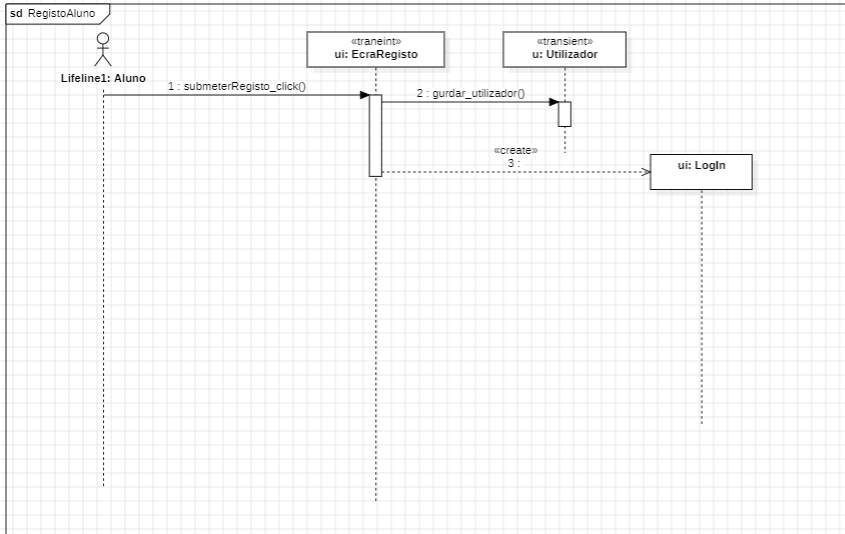 sd RegistoAluno
«traneint»
ui: EcraRegisto
«transient»
u: Utilizador
Lifeline1: Aluno
1 : submeterRegisto_click()
2 : gurdar_utilizador()
«create»
3 :
ui: LogIn